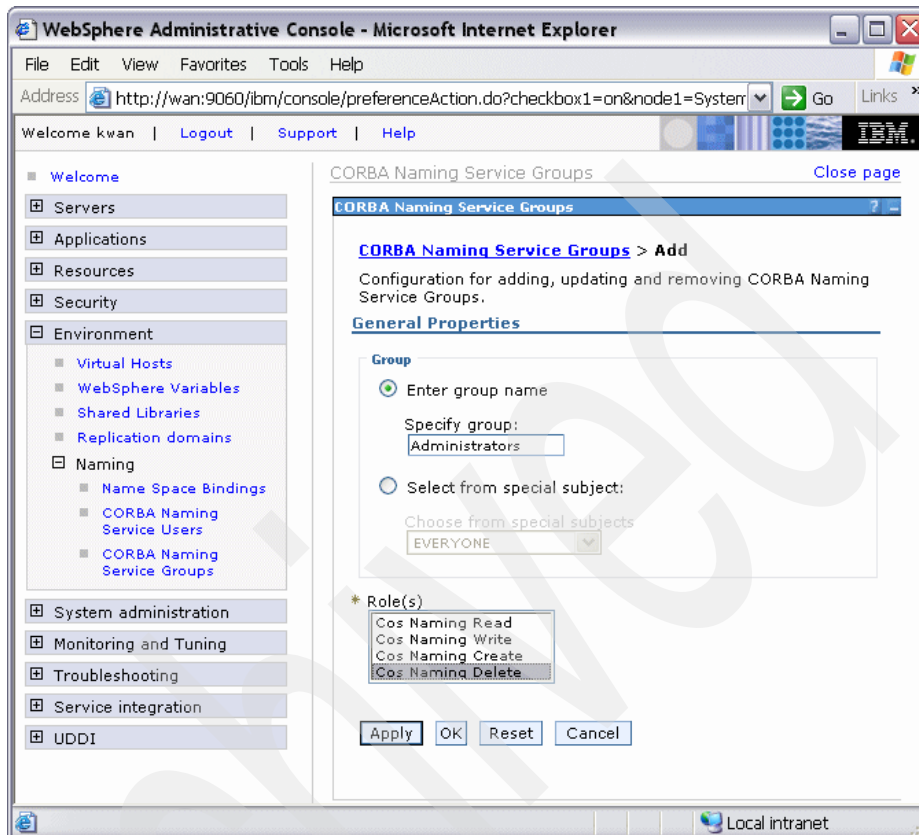 WebSphere Administrative Console - Microsoft Internet Explorer
File Edit View Favorites Tools Help
Address http://wan:9060/ibm/console/preferenceAction.do?checkbox1=on&node1=System Go Links »
Welcome kwan | Logout | Support | Help IBM.
Welcome
Servers
Applications
Resources
Security
Environment
Virtual Hosts
WebSphere Variables
Shared Libraries
Replication domains
Naming
Name Space Bindings
CORBA Naming
Service Users
CORBA Naming
Service Groups
System administration
Monitoring and Tuning
Troubleshooting
Service integration
UDDI
CORBA Naming Service Groups Close page
CORBA Naming Service Groups ? -
CORBA Naming Service Groups > Add
Configuration for adding, updating and removing CORBA Naming
Service Groups.
General Properties
Group
Enter group name
Specify group:
Administrators
Select from special subject:
Choose from special subjects
EVERYONE
* Role(s)
Cos Naming Read
Cos Naming Write
Cos Naming Create
Cos Naming Delete
Apply OK Reset Cancel
Local intranet